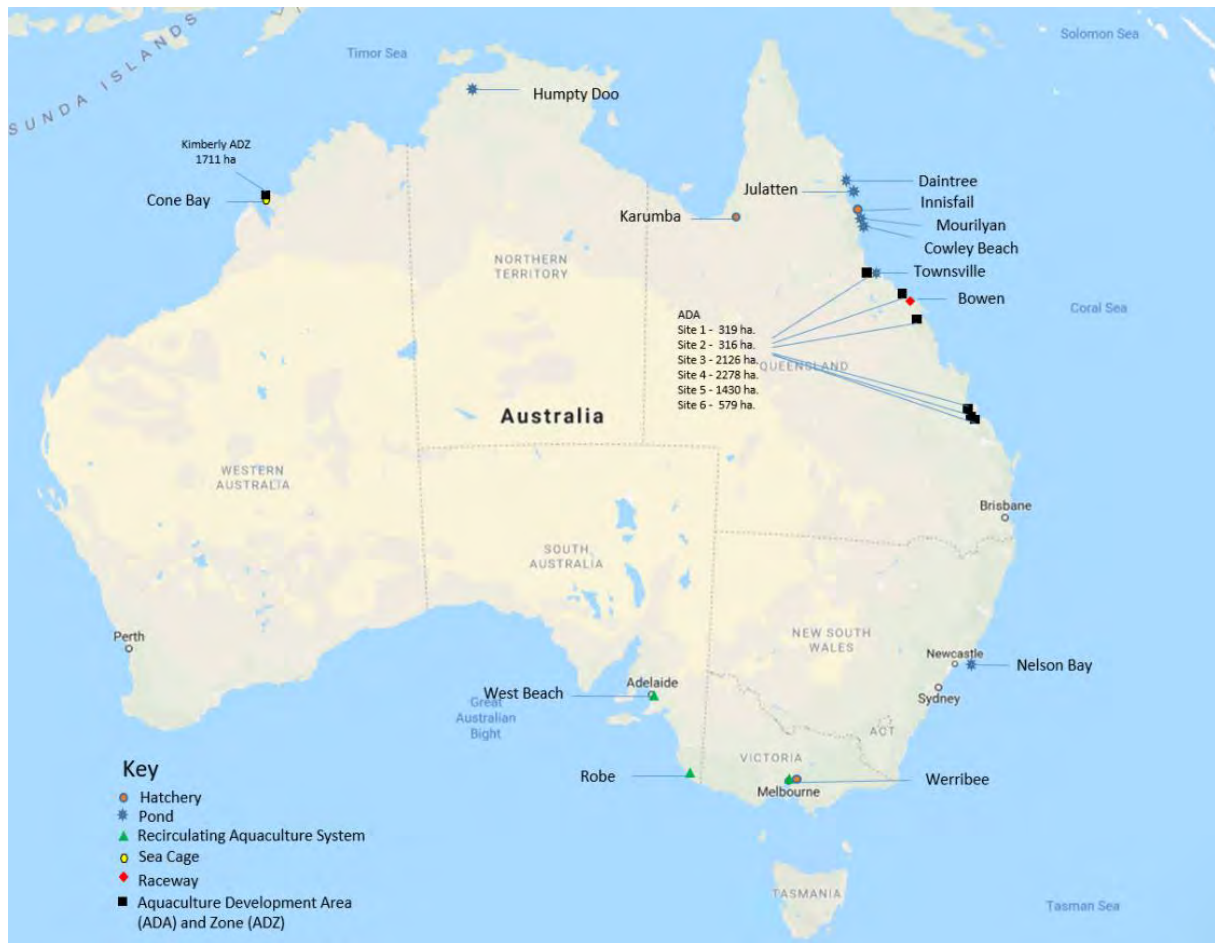 Solomon Sea
Timor Sea
SUNDA ISLANDS
Humpty Doo
Kimberly ADZ
1711 ha
Cone Bay
Julatten
Daintree
Innisfail
Karumba
Mourilyan
Cowley Beach
NORTHERN
TERRITORY
Townsville
Bowen
Coral Sea
ADA
Site 1 - 319 ha.
Site 2 - 316 ha.
Site 3 - 2126 ha.
Site 4 - 2278 ha.
Site 5 - 1430 ha.
Site 6 - 579 ha.
QUEENSLAND
Australia
WESTERN
AUSTRALIA
Brisbane
SOUTH
AUSTRALIA
Perth
NEW SOUTH
WALES
Newcastle
Nelson Bay
Adelaide
West Beach
Sydney
Great
Australian
Bight
ACT
VICTORIA
Robe
Werribee
Melbourne
Key
Hatchery
Pond
Recirculating Aquaculture System
Sea Cage
Raceway
Aquaculture Development Area
(ADA) and Zone (ADZ)
TASMANIA
Tasman Sea